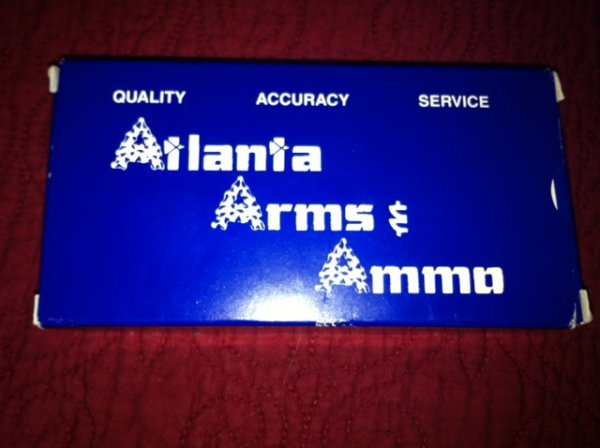 QUALITY ACCURACY SERVICE
Atlanta
Arms &
Ammo